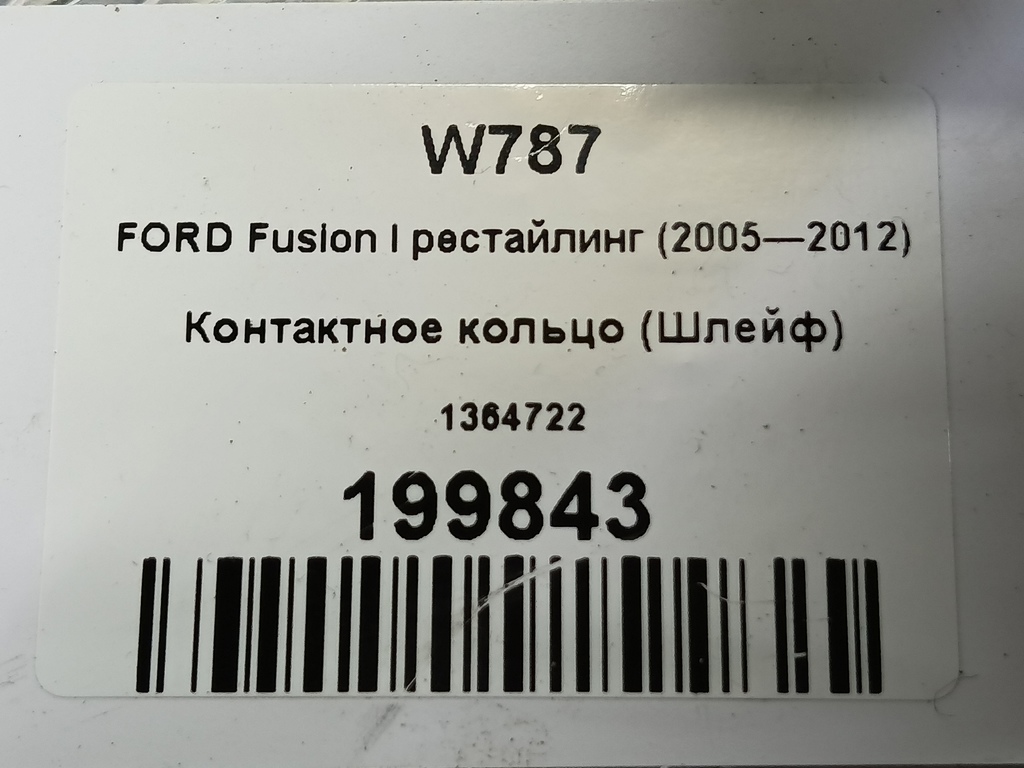 W787
FORD Fusion I рестайлинг (2005—2012)
Контактное кольцо (Шлейф)
1364722
199843